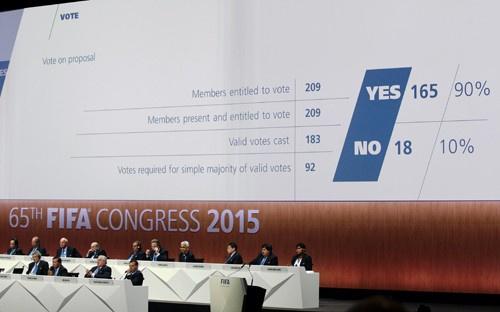 VOTE
Vote on proposal
Members entitled to vote 209
Members present and entitled to vote 209
Valid votes cast 183
Votes required for simple majority of valid votes 92
YES 165 90%
NO 18 10%
65TH FIFA CONGRESS 2015
FIFA